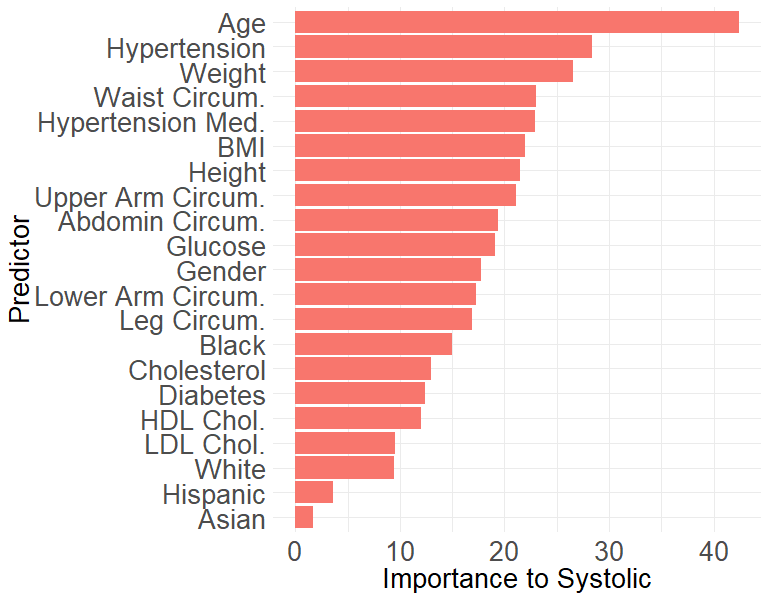 Predictor
Age
Hypertension
Weight
Waist Circum.
Hypertension Med.
BMI
Height
Upper Arm Circum.
Abdomin Circum.
Glucose
Gender
Lower Arm Circum.
Leg Circum.
Black
Cholesterol
Diabetes
HDL Chol.
LDL Chol.
White
Hispanic
Asian
0 10 20 30 40
Importance to Systolic